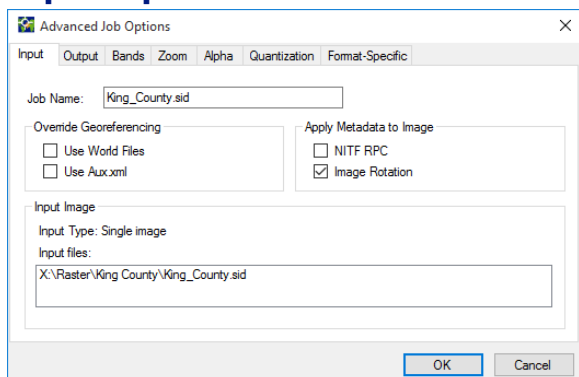 Advanced Job Options
Input Output Bands Zoom Alpha Quantization Format-Specific
Job Name: King_County.sid
Override Georeferencing
Use World Files
Use Aux.xml
Apply Metadata to Image
NITF RPC
Image Rotation
Input Image
Input Type: Single image
Input files:
X:\Raster\King County\King_County.sid
OK Cancel